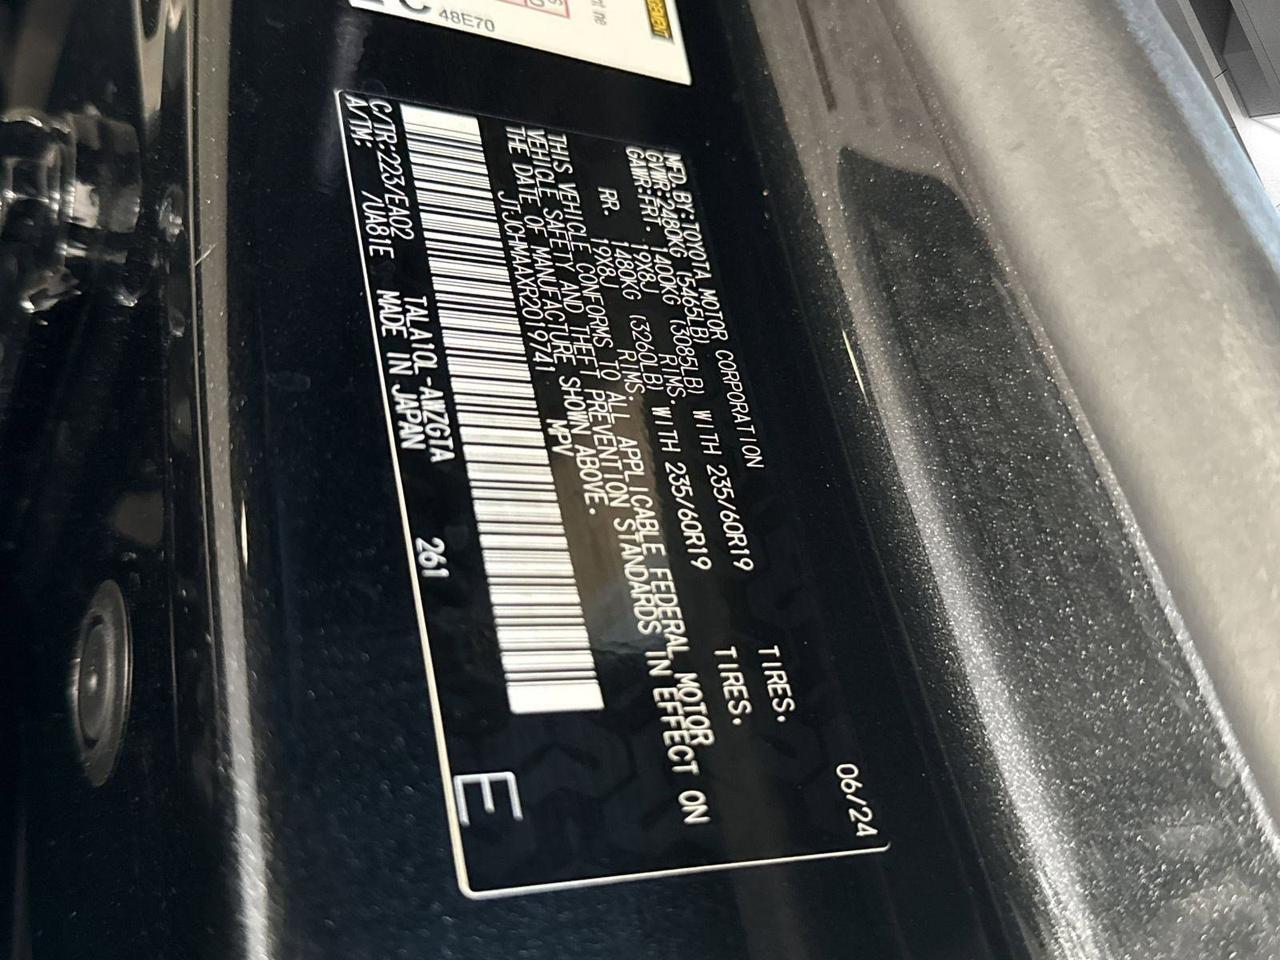 48E70
MFD.BY:TOYOTA MOTOR CORPORATION 06/24
GVWR:2480KG (5465LB)
GAWR:FRT. 1400KG (3085LB) WITH 235/60R19 TIRES.
19X8J RIMS.
RR. 1480KG (3260LB) WITH 235/60R19 TIRES.
19X8J RIMS.
THIS VEHICLE CONFORMS TO ALL APPLICABLE FEDERAL MOTOR
VEHICLE SAFETY AND THEFT PREVENTION STANDARDS IN EFFECT ON
THE DATE OF MANUFACTURE SHOWN ABOVE.
JTJCHMAAXR2019741 MPV
C/TR:223/EA02 TALA10L-AWZGTA 261
A/TM: /UA81E MADE IN JAPAN
E